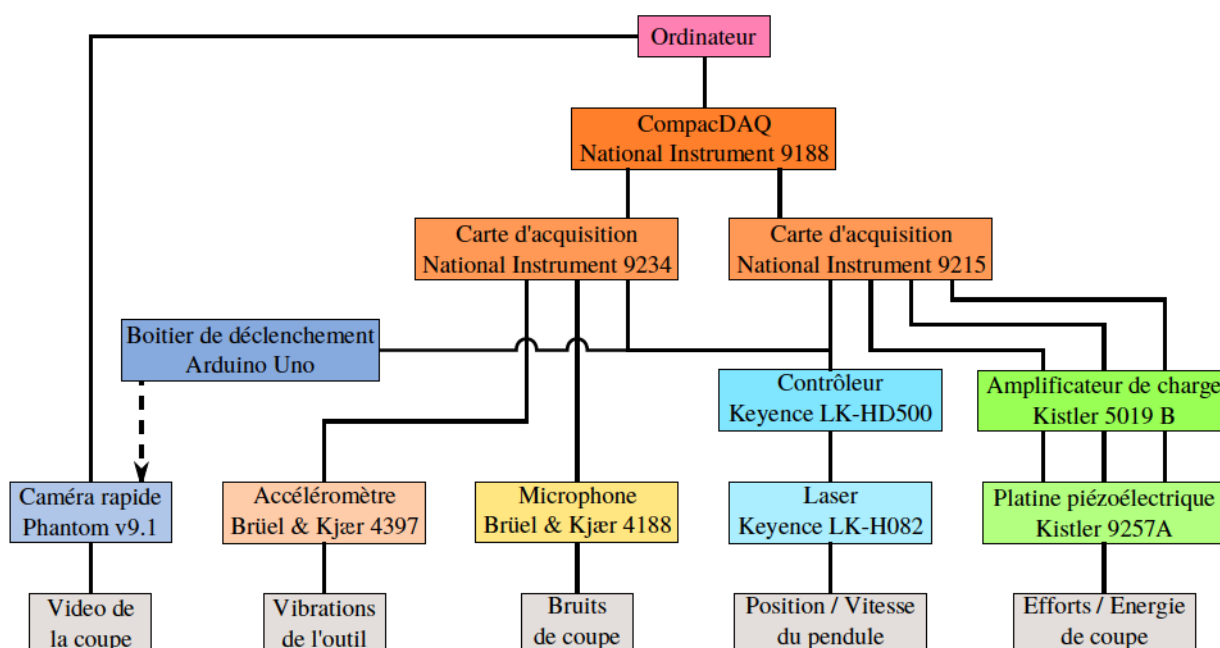 Ordinateur
CompacDAQ
National Instrument 9188
Carte d'acquisition
National Instrument 9234
Carte d'acquisition
National Instrument 9215
Boitier de déclenchement
Arduino Uno
Contrôleur
Keyence LK-HD500
Amplificateur de charge
Kistler 5019 B
Caméra rapide
Phantom v9.1
Accéléromètre
Brüel & Kjær 4397
Microphone
Brüel & Kjær 4188
Laser
Keyence LK-H082
Platine piézoélectrique
Kistler 9257A
Video de
la coupe
Vibrations
de l'outil
Bruits
de coupe
Position / Vitesse
du pendule
Efforts / Energie
de coupe